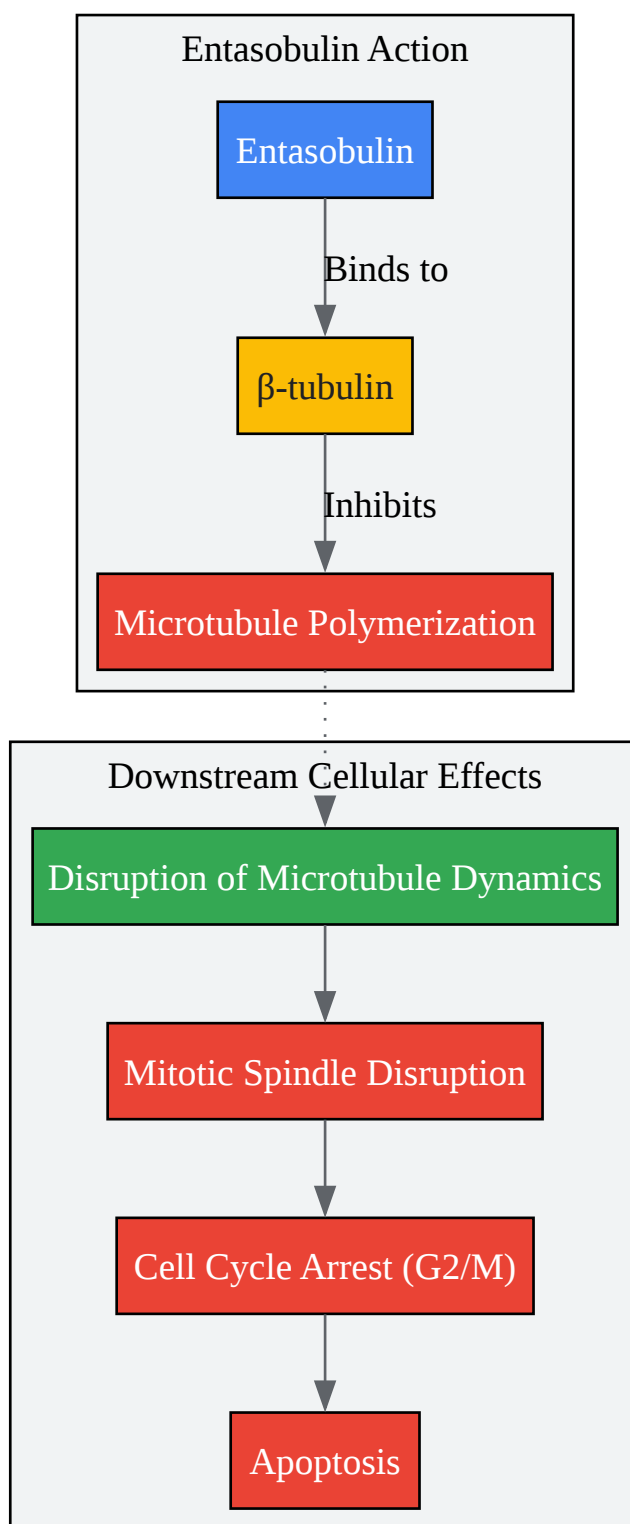 Entasobulin Action
Entasobulin
Binds to
β-tubulin
Inhibits
Microtubule Polymerization
Downstream Cellular Effects
Disruption of Microtubule Dynamics
Mitotic Spindle Disruption
Cell Cycle Arrest (G2/M)
Apoptosis